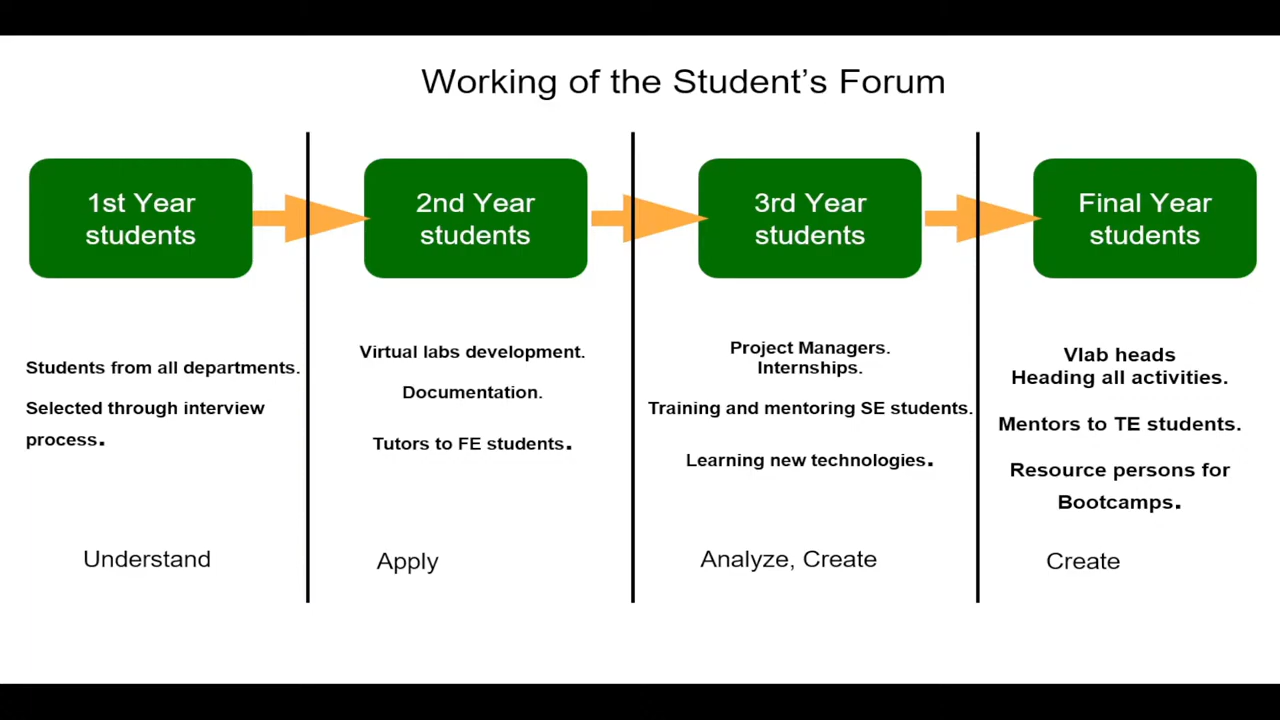 Working of the Student’s Forum
1st Year
students
2nd Year
students
3rd Year
students
Final Year
students
Students from all departments.
Selected through interview
process.
Virtual labs development.
Documentation.
Tutors to FE students.
Project Managers.
Internships.
Training and mentoring SE students.
Learning new technologies.
Vlab heads
Heading all activities.
Mentors to TE students.
Resource persons for
Bootcamps.
Understand
Apply
Analyze, Create
Create